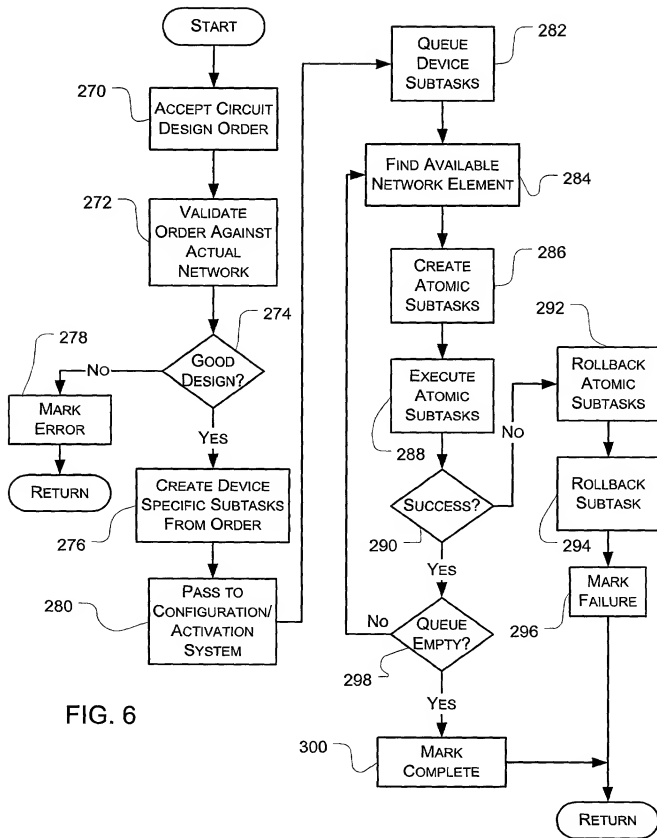 START
270
ACCEPT CIRCUIT
DESIGN ORDER
272
VALIDATE
ORDER AGAINST
ACTUAL
NETWORK
274
GOOD
DESIGN?
NO
278
MARK
ERROR
RETURN
YES
CREATE DEVICE
SPECIFIC SUBTASKS
FROM ORDER
276
280
PASS TO
CONFIGURATION/
ACTIVATION
SYSTEM
FIG. 6
QUEUE
DEVICE
SUBTASKS
282
FIND AVAILABLE
NETWORK ELEMENT
284
CREATE
ATOMIC
SUBTASKS
286
EXECUTE
ATOMIC
SUBTASKS
288
SUCCESS?
290
NO
292
ROLLBACK
ATOMIC
SUBTASKS
ROLLBACK
SUBTASK
294
MARK
FAILURE
296
YES
QUEUE
EMPTY?
NO
298
YES
300
MARK
COMPLETE
RETURN